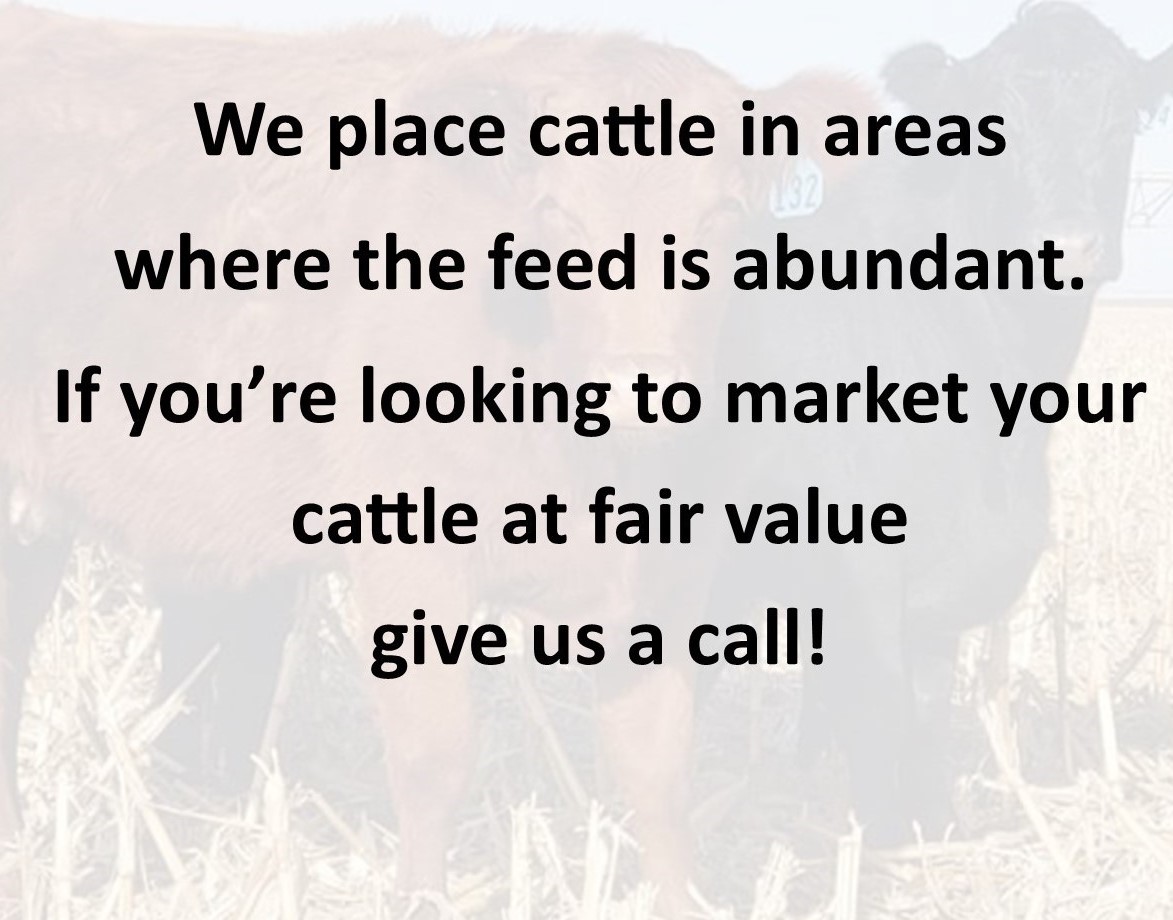 We place cattle in areas
where the feed is abundant.
If you’re looking to market your
cattle at fair value
give us a call!
132